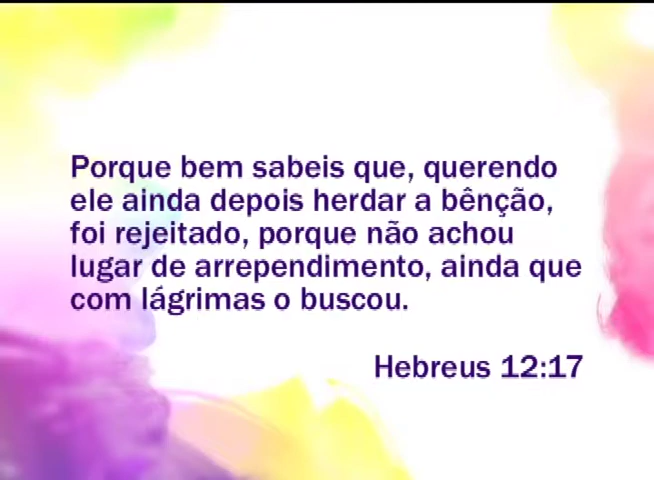 Porque bem sabeis que, querendo
ele ainda depois herdar a bênção,
foi rejeitado, porque não achou
lugar de arrependimento, ainda que
com lágrimas o buscou.
Hebreus 12:17